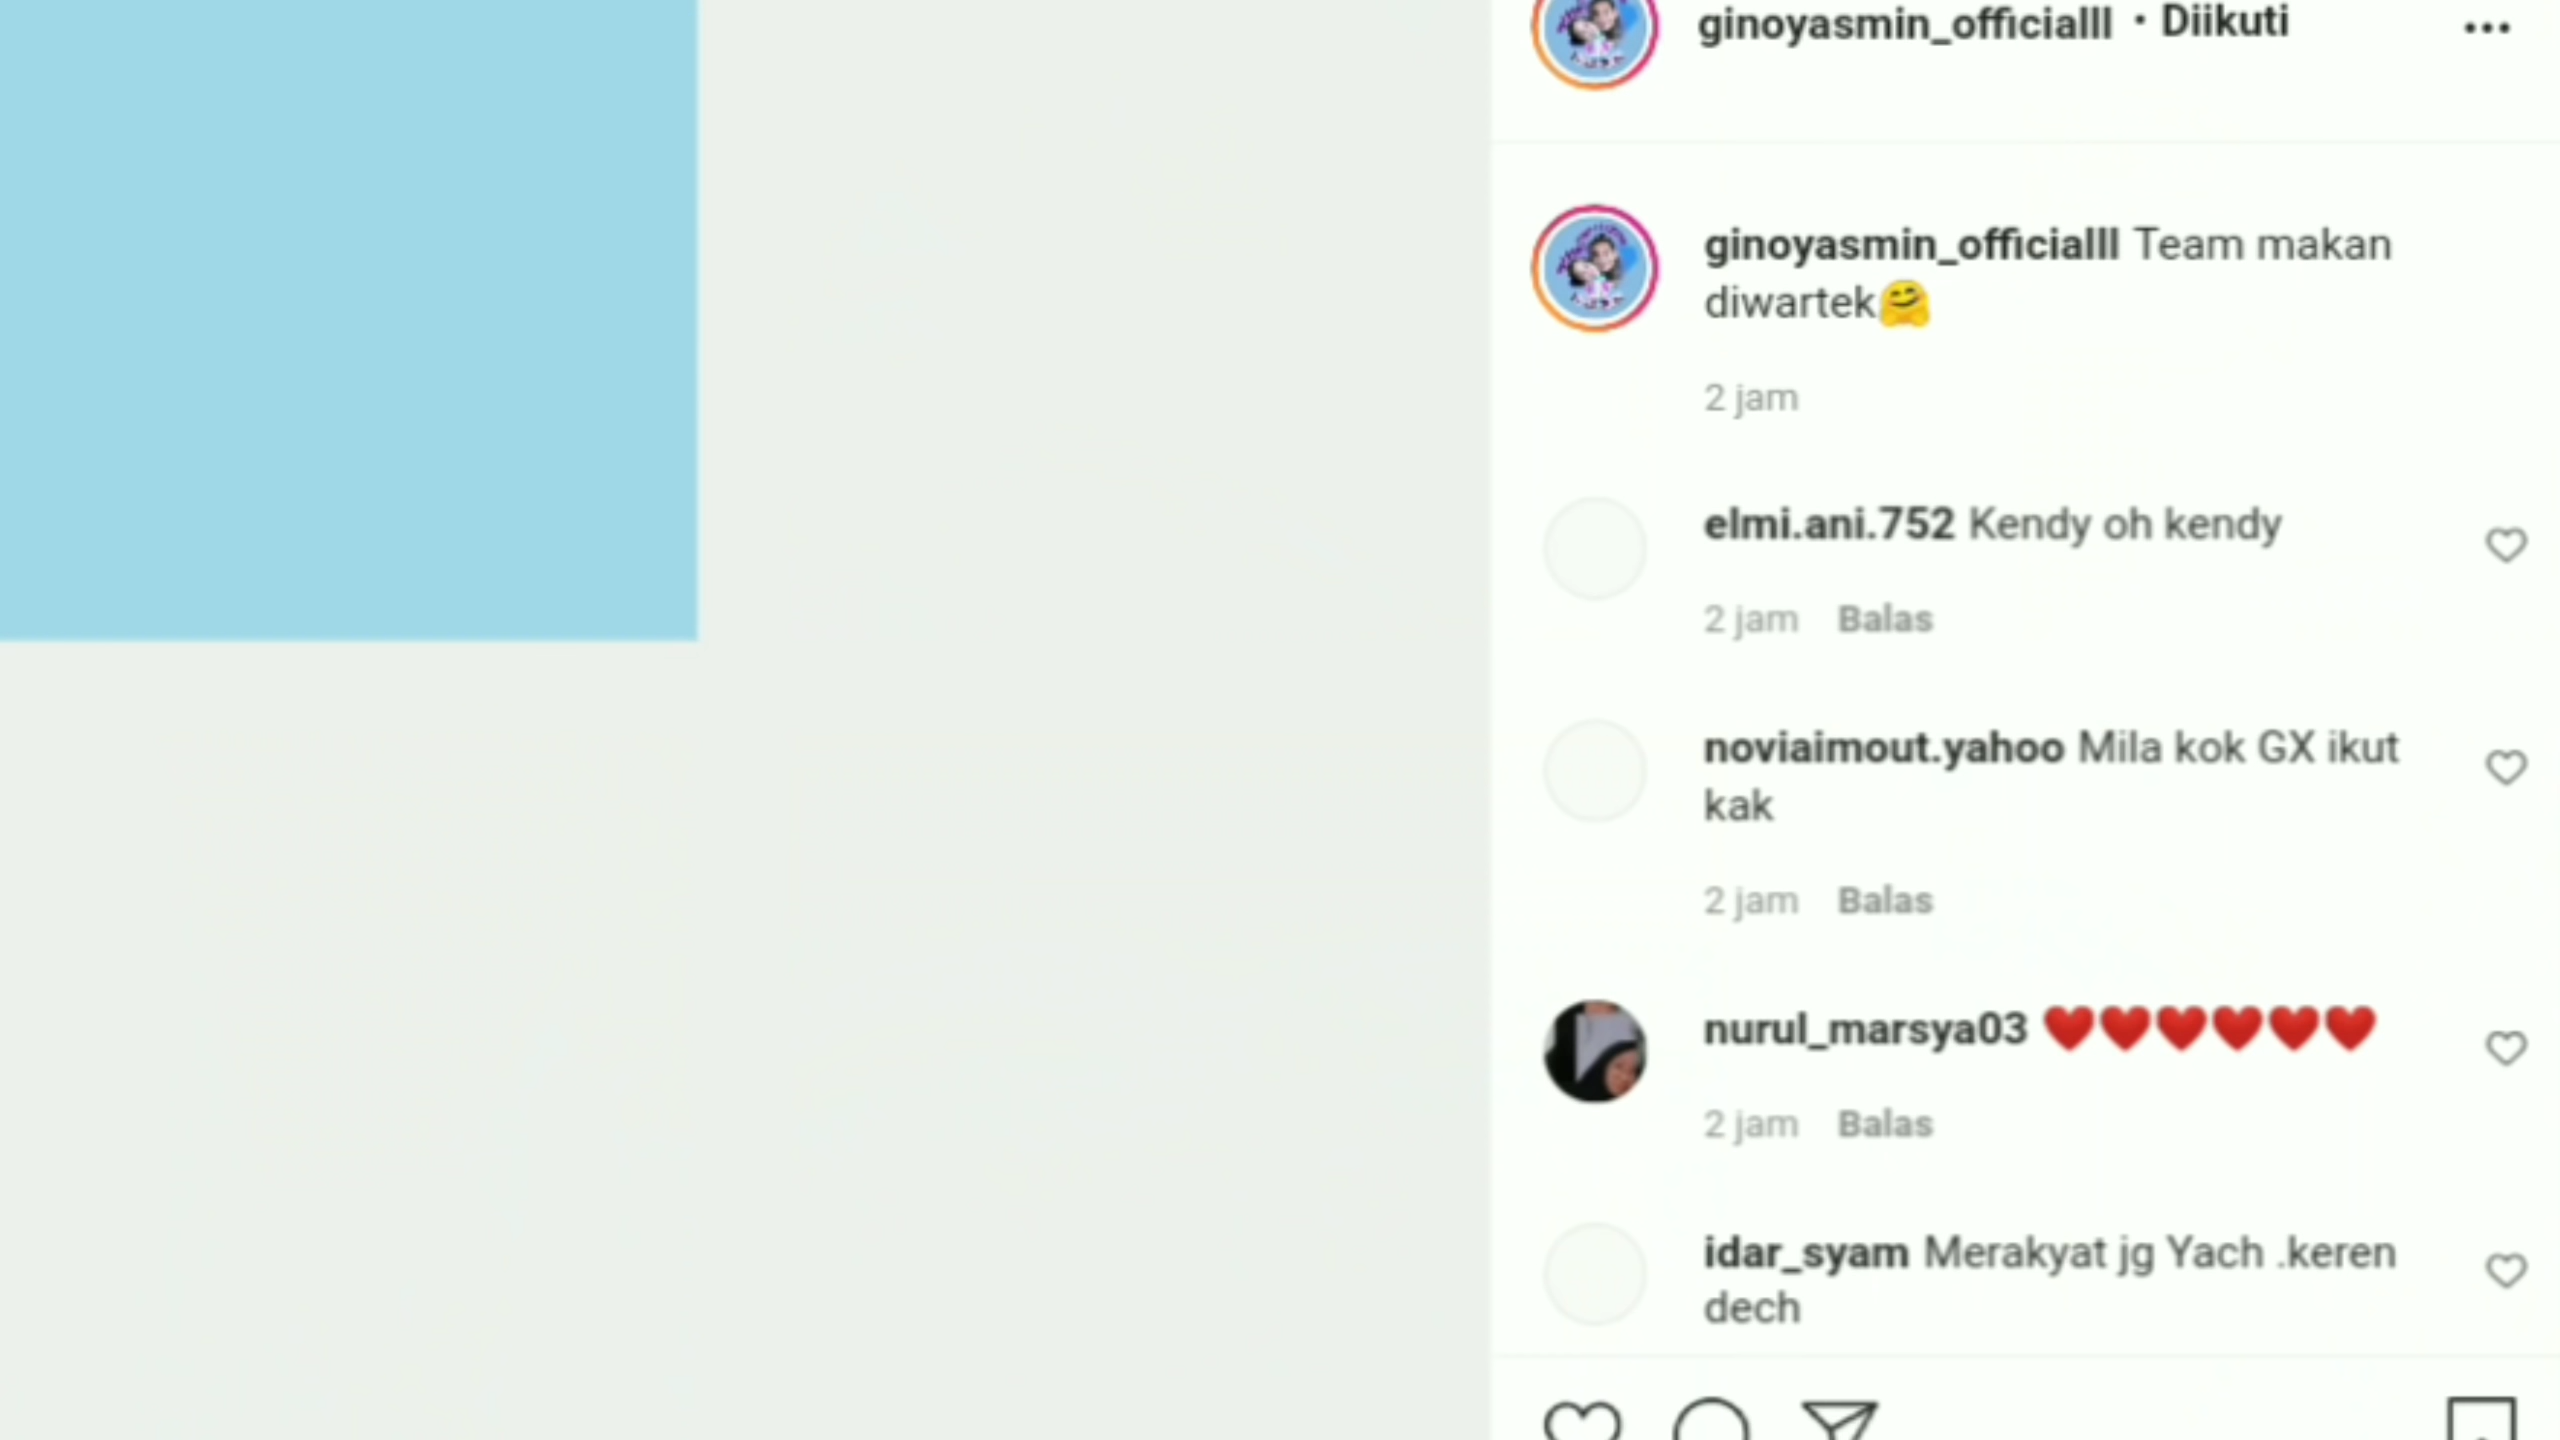 ginoyasmin_officialll • Diikuti
ginoyasmin_officialll Team makan
diwartek🤗
2 jam
elmi.ani.752 Kendy oh kendy
2 jam Balas
noviaimout.yahoo Mila kok GX ikut
kak
2 jam Balas
nurul_marsya03 ❤️❤️❤️❤️❤️❤️
2 jam Balas
idar_syam Merakyat jg Yach .keren
dech